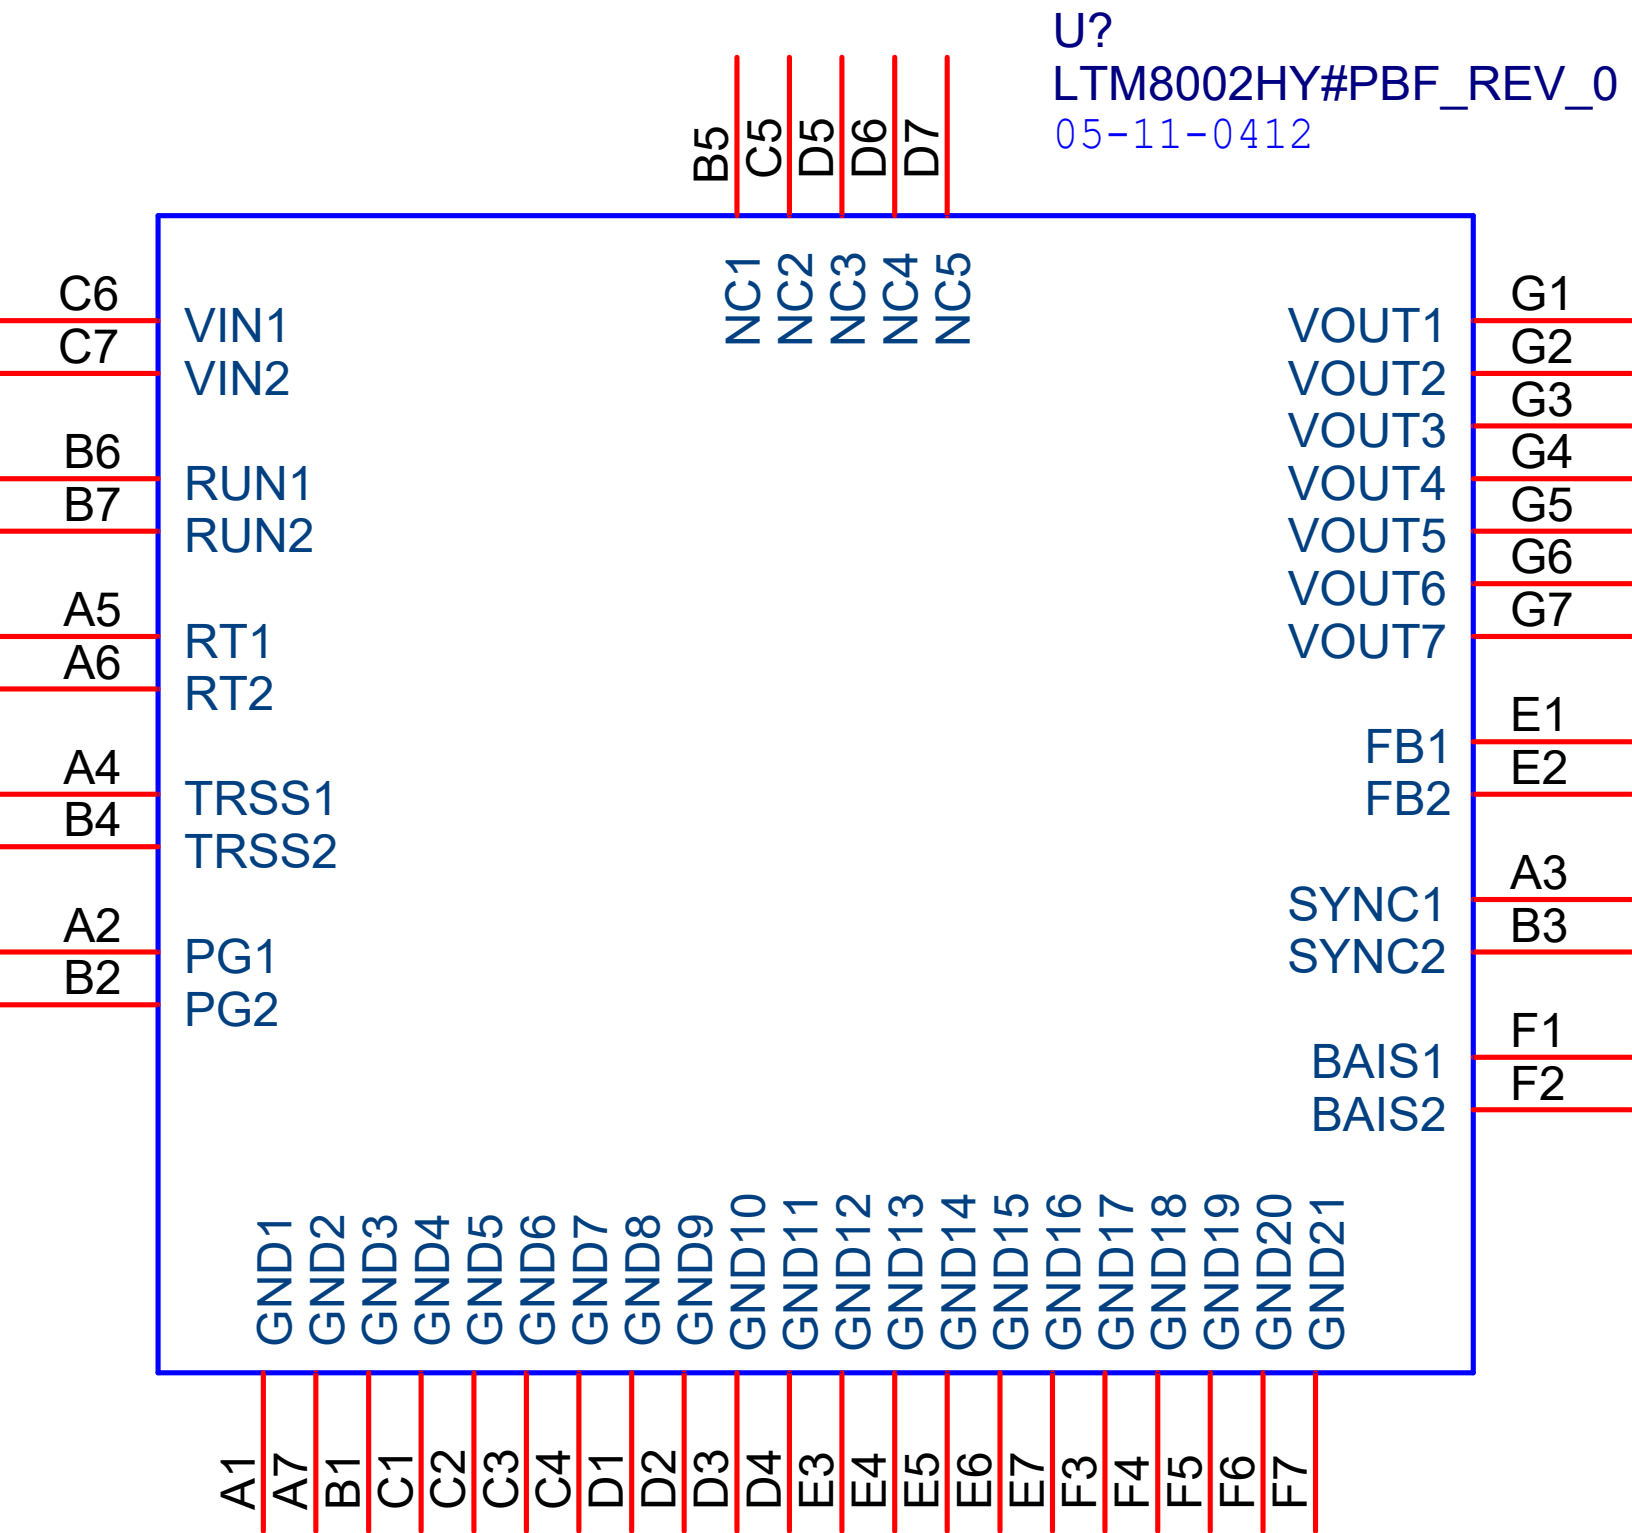 U?
LTM8002HY#PBF_REV_0
05-11-0412
B5 C5 D5 D6 D7
NC1 NC2 NC3 NC4 NC5
C6 VIN1
C7 VIN2
B6 RUN1
B7 RUN2
A5 RT1
A6 RT2
A4 TRSS1
B4 TRSS2
A2 PG1
B2 PG2
VOUT1 G1
VOUT2 G2
VOUT3 G3
VOUT4 G4
VOUT5 G5
VOUT6 G6
VOUT7 G7
FB1 E1
FB2 E2
SYNC1 A3
SYNC2 B3
BAIS1 F1
BAIS2 F2
GND1 GND2 GND3 GND4 GND5 GND6 GND7 GND8 GND9 GND10 GND11 GND12 GND13 GND14 GND15 GND16 GND17 GND18 GND19 GND20 GND21
A1 A7 B1 C1 C2 C3 C4 D1 D2 D3 D4 E3 E4 E5 E6 E7 F3 F4 F5 F6 F7